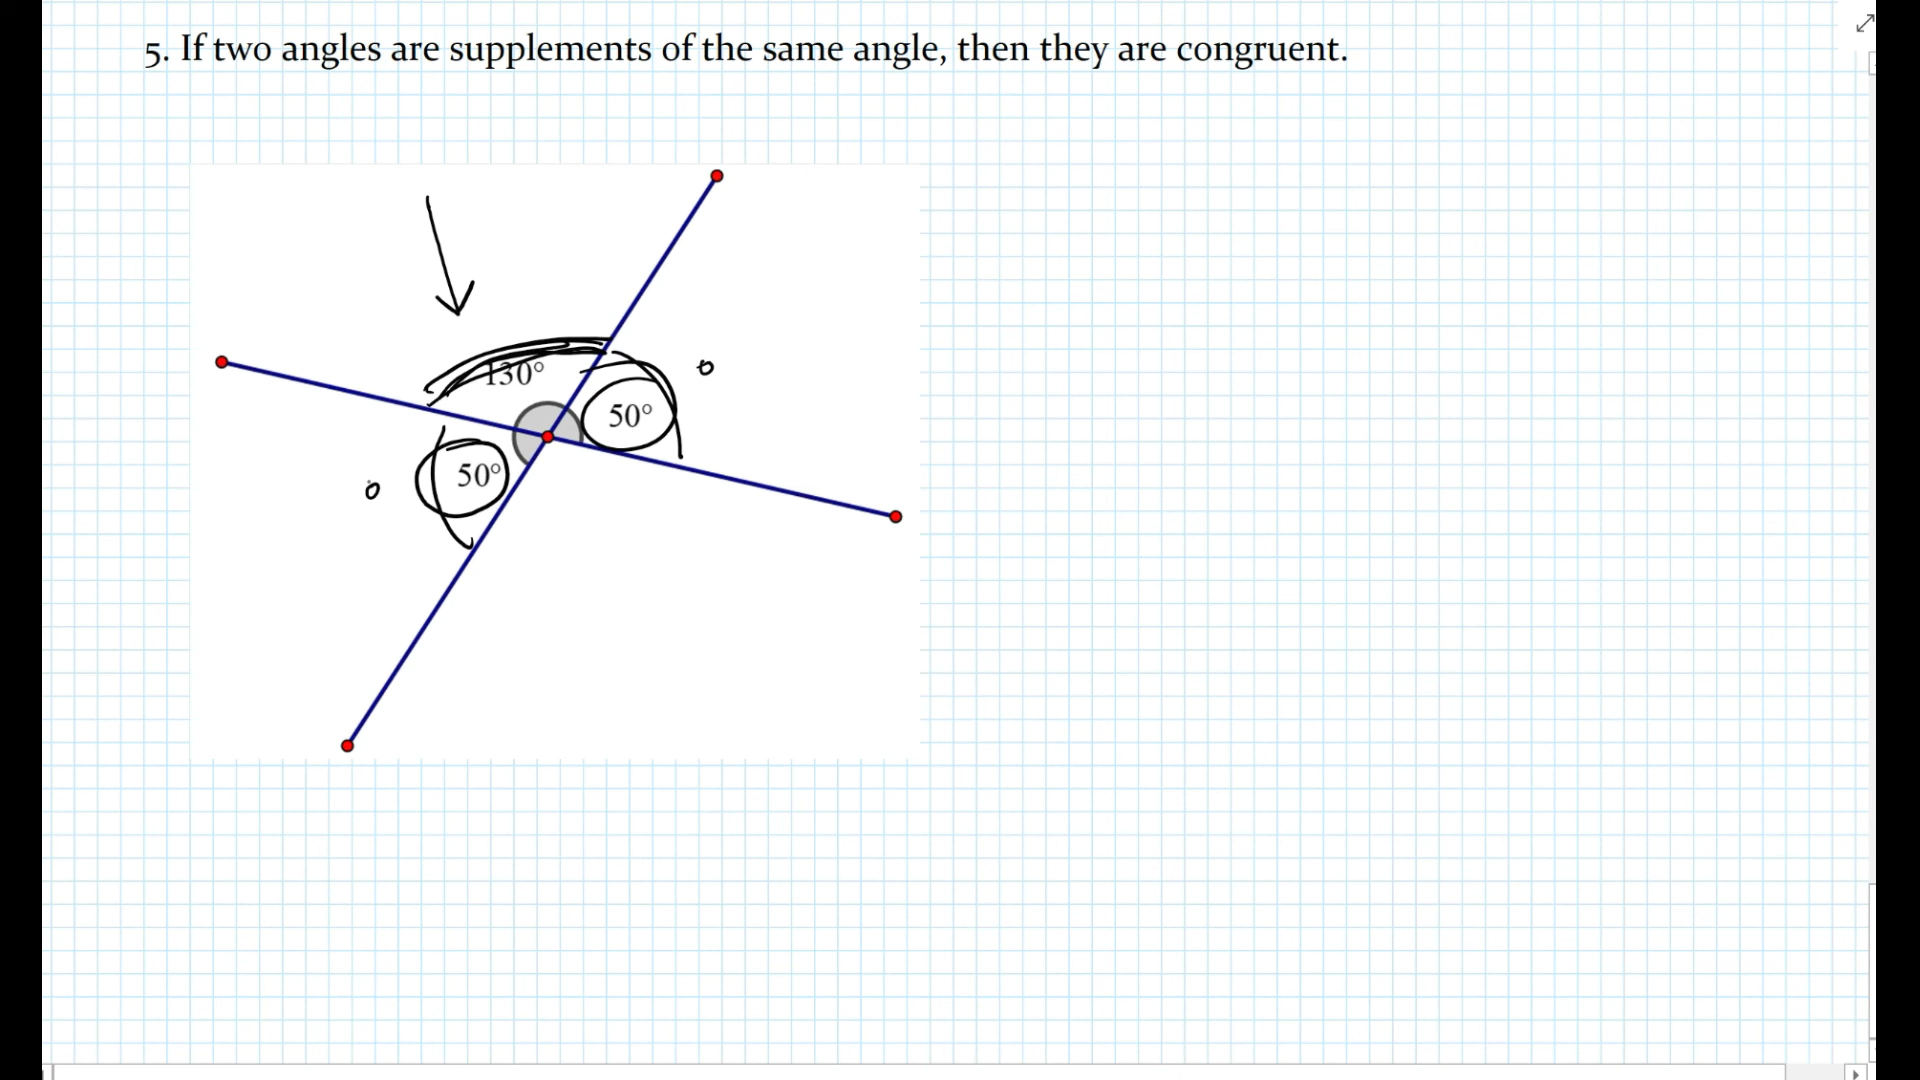 5. If two angles are supplements of the same angle, then they are congruent.
130°
50°
50°